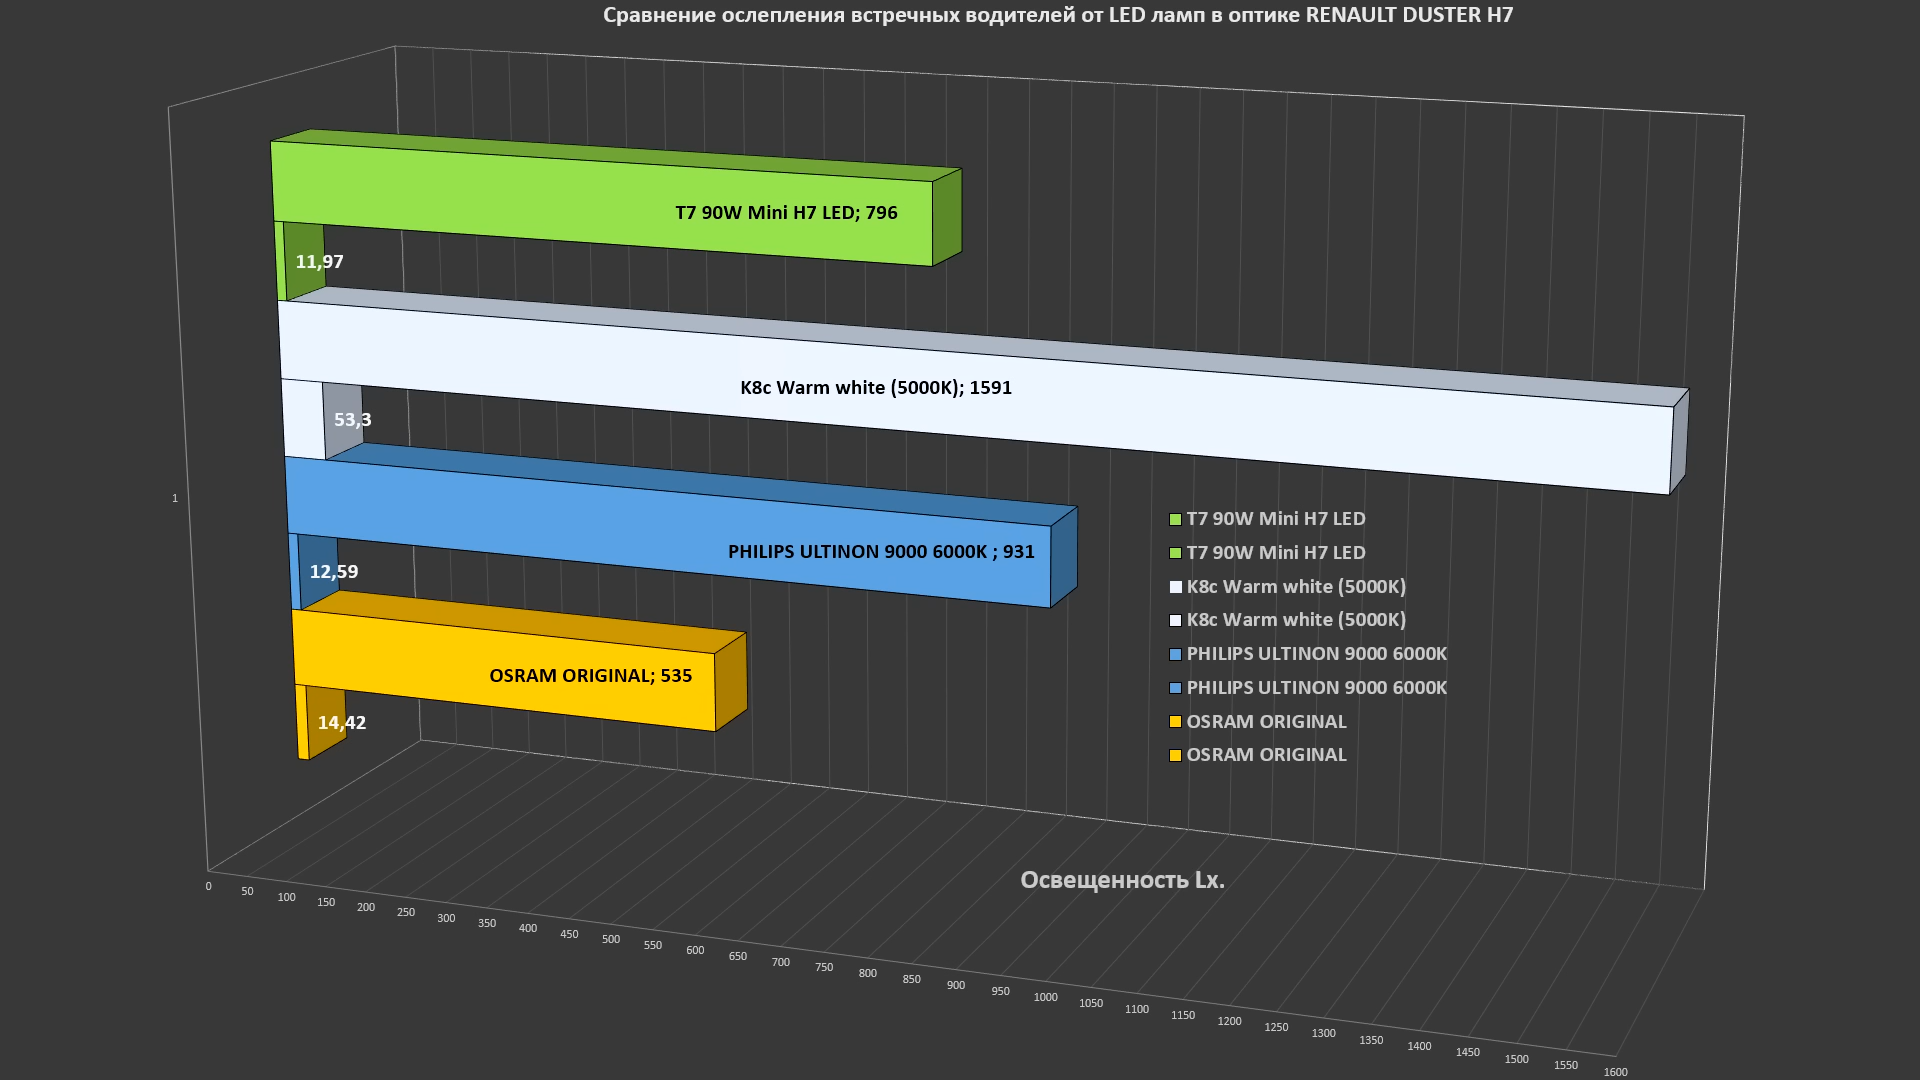 Сравнение ослепления встречных водителей от LED ламп в оптике RENAULT DUSTER H7
T7 90W Mini H7 LED; 796
11,97
K8c Warm white (5000K); 1591
53,3
1
PHILIPS ULTINON 9000 6000K ; 931
12,59
OSRAM ORIGINAL; 535
14,42
T7 90W Mini H7 LED
T7 90W Mini H7 LED
K8c Warm white (5000K)
K8c Warm white (5000K)
PHILIPS ULTINON 9000 6000K
PHILIPS ULTINON 9000 6000K
OSRAM ORIGINAL
OSRAM ORIGINAL
Освещенность Lx.
0 50 100 150 200 250 300 350 400 450 500 550 600 650 700 750 800 850 900 950 1000 1050 1100 1150 1200 1250 1300 1350 1400 1450 1500 1550 1600